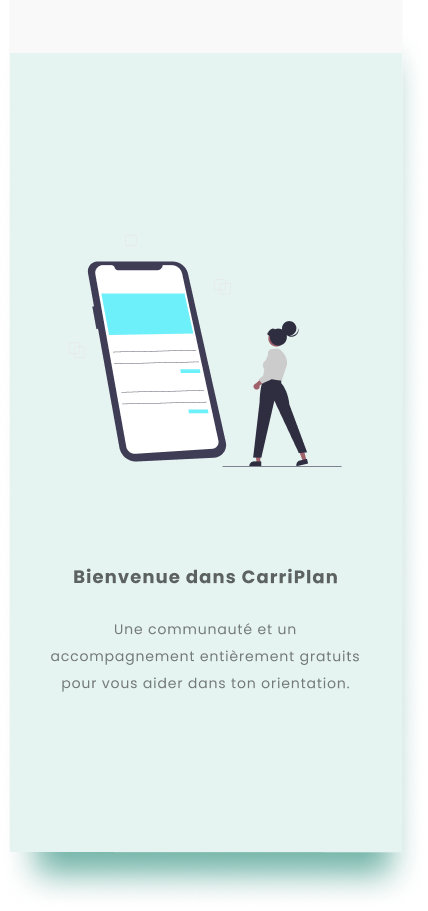 Bienvenue dans CarriPlan
Une communauté et un
accompagnement entièrement gratuits
pour vous aider dans ton orientation.